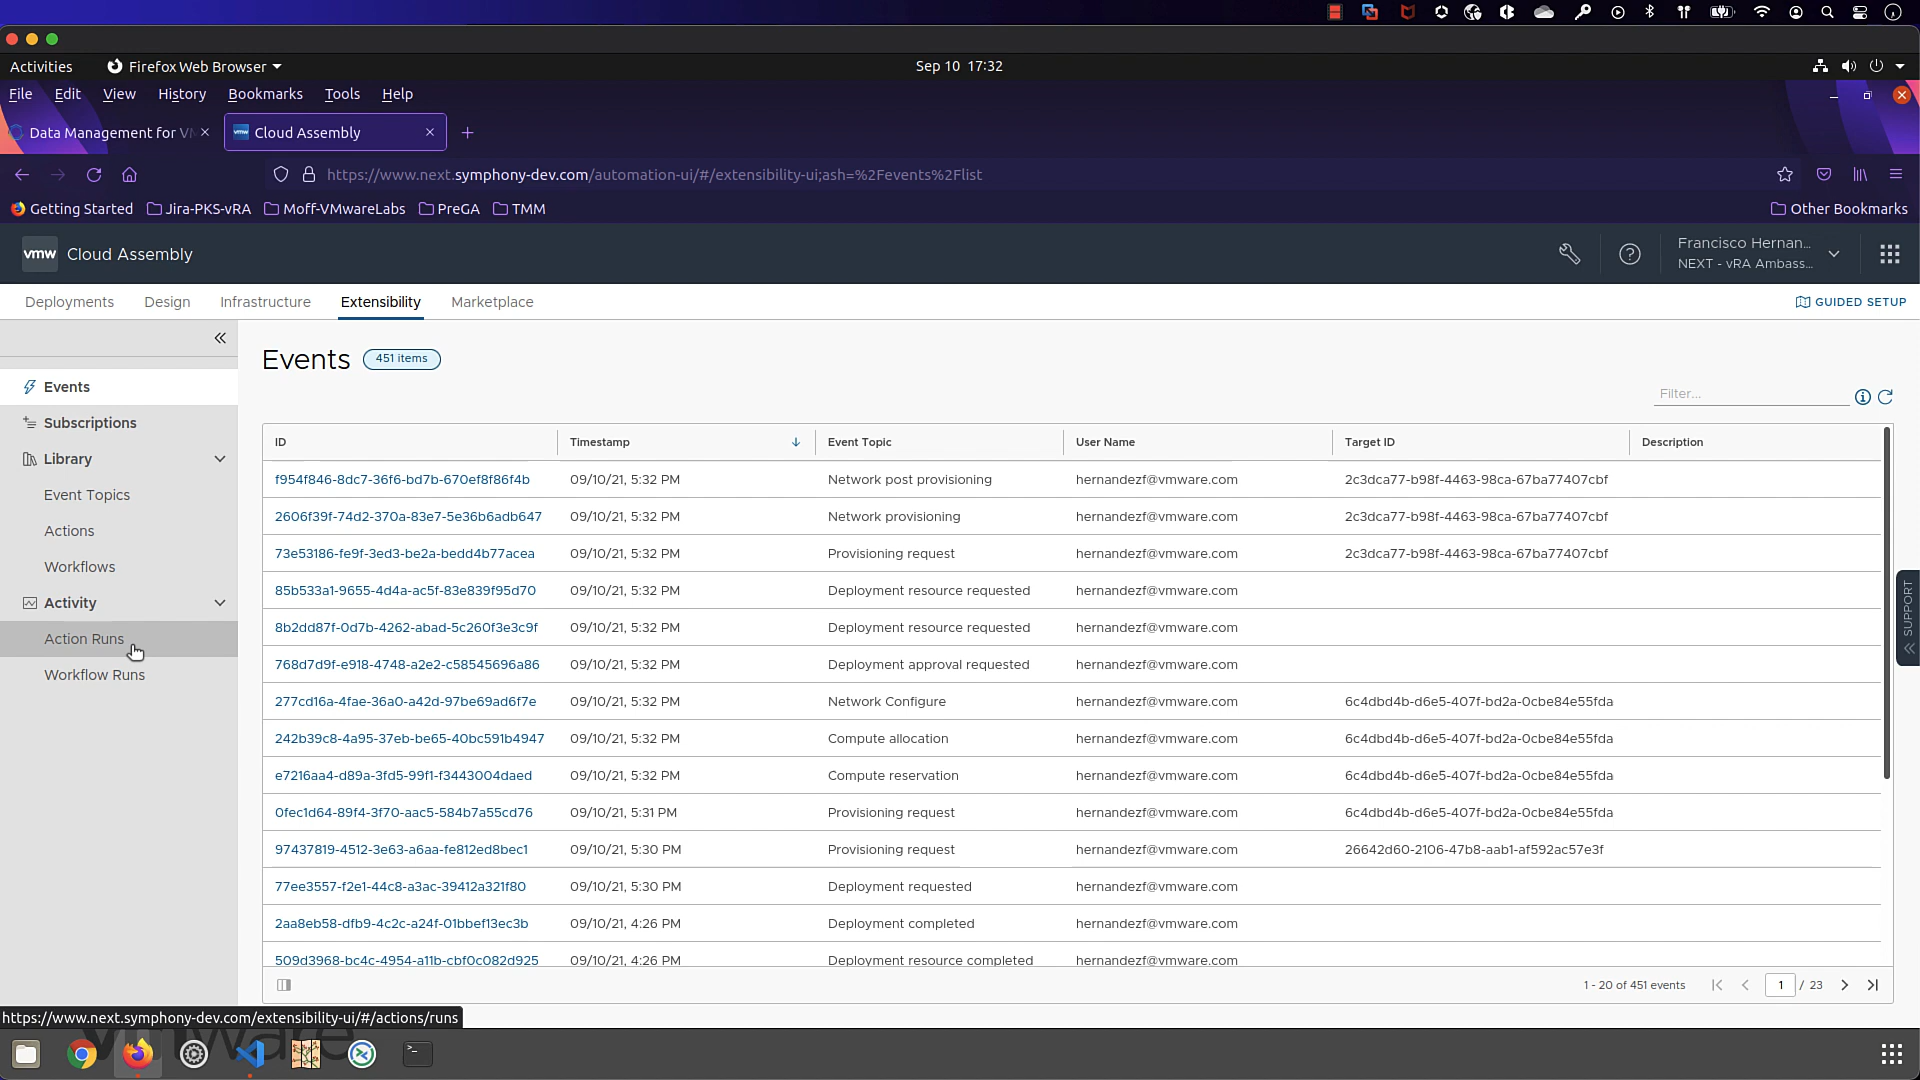 Activities
Firefox Web Browser
Sep 10 17:32
File Edit View History Bookmarks Tools Help
Data Management for VM
Cloud Assembly
https://www.next.symphony-dev.com/automation-ui/#/extensibility-ui;ash=%2Fevents%2Flist
Getting Started Jira-PKS-vRA Moff-VMwareLabs PreGA TMM Other Bookmarks
vmw Cloud Assembly
Francisco Hernan...
NEXT - vRA Ambass...
Deployments Design Infrastructure Extensibility Marketplace
GUIDED SETUP
Events
Subscriptions
Library
Event Topics
Actions
Workflows
Activity
Action Runs
Workflow Runs
Events 451 items
Filter...
ID Timestamp Event Topic User Name Target ID Description
f954f846-8dc7-36f6-bd7b-670ef8f86f4b 09/10/21, 5:32 PM Network post provisioning hernandezf@vmware.com 2c3dca77-b98f-4463-98ca-67ba77407cbf
2606f39f-74d2-370a-83e7-5e36b6adb647 09/10/21, 5:32 PM Network provisioning hernandezf@vmware.com 2c3dca77-b98f-4463-98ca-67ba77407cbf
73e53186-fe9f-3ed3-be2a-bedd4b77acea 09/10/21, 5:32 PM Provisioning request hernandezf@vmware.com 2c3dca77-b98f-4463-98ca-67ba77407cbf
85b533a1-9655-4d4a-ac5f-83e839f95d70 09/10/21, 5:32 PM Deployment resource requested hernandezf@vmware.com
8b2dd87f-0d7b-4262-abad-5c260f3e3c9f 09/10/21, 5:32 PM Deployment resource requested hernandezf@vmware.com
768d7d9f-e918-4748-a2e2-c58545696a86 09/10/21, 5:32 PM Deployment approval requested hernandezf@vmware.com
277cd16a-4fae-36a0-a42d-97be69ad6f7e 09/10/21, 5:32 PM Network Configure hernandezf@vmware.com 6c4dbd4b-d6e5-407f-bd2a-0cbe84e55fda
242b39c8-4a95-37eb-be65-40bc591b4947 09/10/21, 5:32 PM Compute allocation hernandezf@vmware.com 6c4dbd4b-d6e5-407f-bd2a-0cbe84e55fda
e7216aa4-d89a-3fd5-99f1-f3443004daed 09/10/21, 5:32 PM Compute reservation hernandezf@vmware.com 6c4dbd4b-d6e5-407f-bd2a-0cbe84e55fda
0fec1d64-89f4-3f70-aac5-584b7a55cd76 09/10/21, 5:31 PM Provisioning request hernandezf@vmware.com 6c4dbd4b-d6e5-407f-bd2a-0cbe84e55fda
97437819-4512-3e63-a6aa-fe812ed8bec1 09/10/21, 5:30 PM Provisioning request hernandezf@vmware.com 26642d60-2106-47b8-aab1-af592ac57e3f
77ee3557-f2e1-44c8-a3ac-39412a321f80 09/10/21, 5:30 PM Deployment requested hernandezf@vmware.com
2aa8eb58-dfb9-4c2c-a24f-01bbef13ec3b 09/10/21, 4:26 PM Deployment completed hernandezf@vmware.com
509d3968-bc4c-4954-a11b-cbf0c082d925 09/10/21, 4:26 PM Deployment resource completed hernandezf@vmware.com
1 - 20 of 451 events 1 / 23
SUPPORT
https://www.next.symphony-dev.com/extensibility-ui/#/actions/runs
vmware